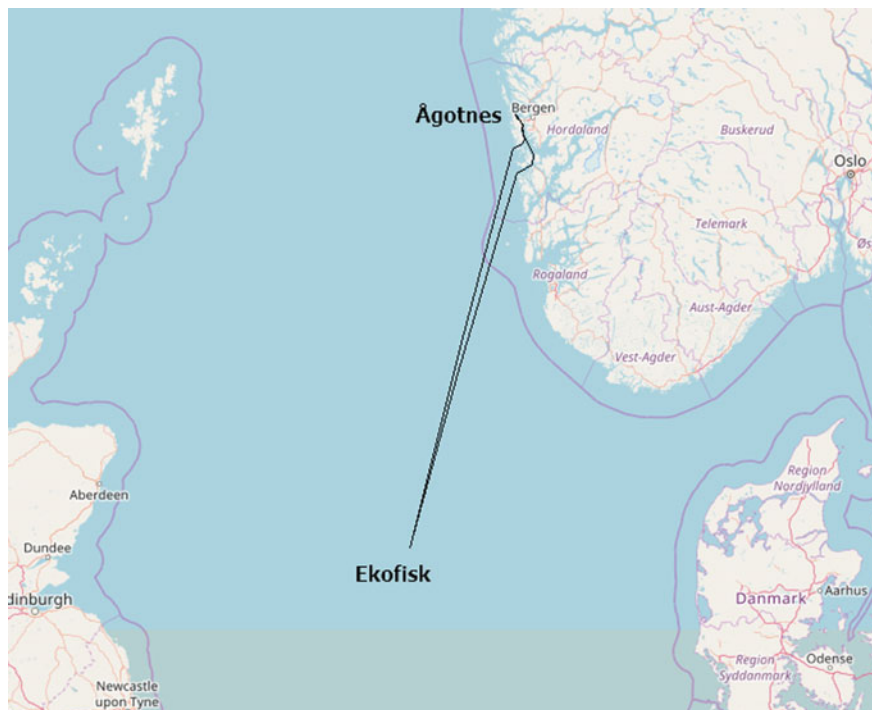 Ågotnes
Bergen
Hordaland
Buskerud
Oslo
Telemark
Øs
Rogaland
Aust-Agder
Vest-Agder
Aberdeen
Region
Nordjylland
Dundee
Ekofisk
dinburgh
Danmark
Aarhus
Region
Syddanmark
Odense
Newcastle
upon Tyne